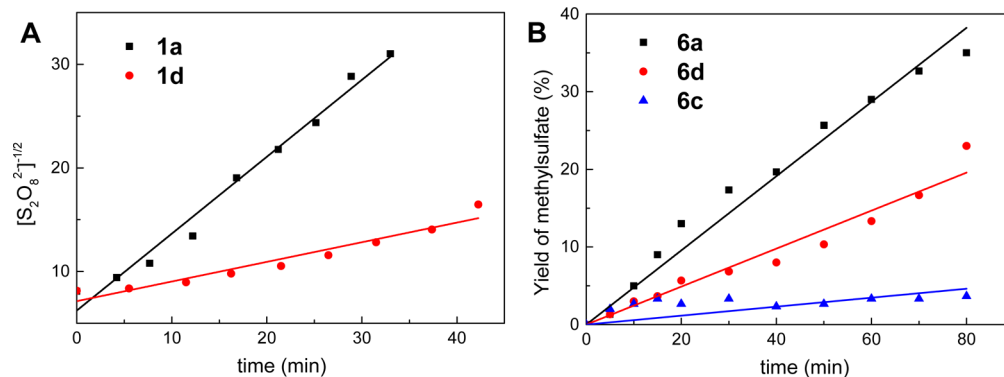 A
1a
1d
[S₂O₈²⁻]⁻¹/²
30
20
10
0
10
20
30
40
time (min)
B
6a
6d
6c
Yield of methylsulfate (%)
40
30
20
10
0
0
20
40
60
80
time (min)